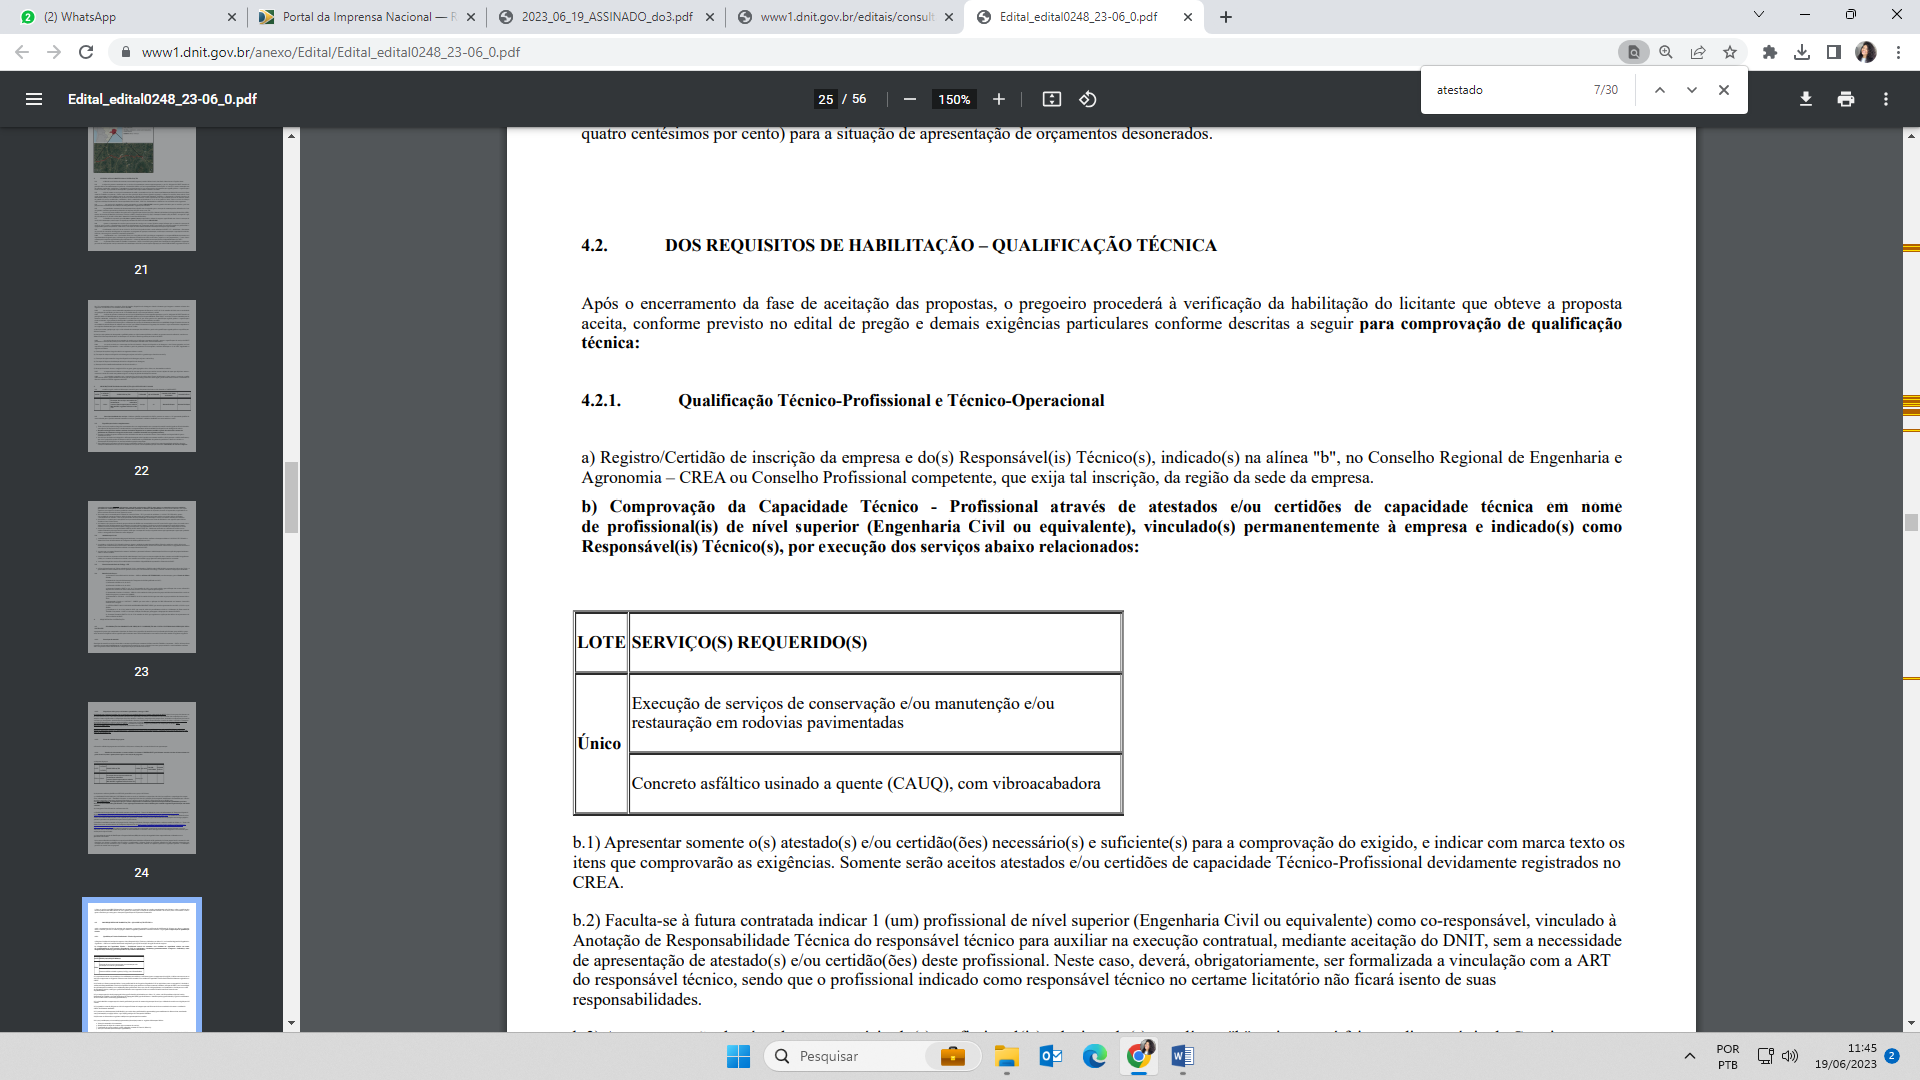 (2) WhatsApp
Portal da Imprensa Nacional —
2023_06_19_ASSINADO_do3.pdf
www1.dnit.gov.br/editais/consult
Edital_edital0248_23-06_0.pdf
www1.dnit.gov.br/anexo/Edital/Edital_edital0248_23-06_0.pdf
Edital_edital0248_23-06_0.pdf
25 / 56
150%
atestado
7/30
21
22
23
24
quatro centésimos por cento) para a situação de apresentação de orçamentos desonerados.
4.2. DOS REQUISITOS DE HABILITAÇÃO – QUALIFICAÇÃO TÉCNICA
Após o encerramento da fase de aceitação das propostas, o pregoeiro procederá à verificação da habilitação do licitante que obteve a proposta
aceita, conforme previsto no edital de pregão e demais exigências particulares conforme descritas a seguir para comprovação de qualificação
técnica:
4.2.1. Qualificação Técnico-Profissional e Técnico-Operacional
a) Registro/Certidão de inscrição da empresa e do(s) Responsável(is) Técnico(s), indicado(s) na alínea "b", no Conselho Regional de Engenharia e
Agronomia – CREA ou Conselho Profissional competente, que exija tal inscrição, da região da sede da empresa.
b) Comprovação da Capacidade Técnico - Profissional através de atestados e/ou certidões de capacidade técnica em nome
de profissional(is) de nível superior (Engenharia Civil ou equivalente), vinculado(s) permanentemente à empresa e indicado(s) como
Responsável(is) Técnico(s), por execução dos serviços abaixo relacionados:
LOTE SERVIÇO(S) REQUERIDO(S)
Único
Execução de serviços de conservação e/ou manutenção e/ou
restauração em rodovias pavimentadas
Concreto asfáltico usinado a quente (CAUQ), com vibroacabadora
b.1) Apresentar somente o(s) atestado(s) e/ou certidão(ões) necessário(s) e suficiente(s) para a comprovação do exigido, e indicar com marca texto os
itens que comprovarão as exigências. Somente serão aceitos atestados e/ou certidões de capacidade Técnico-Profissional devidamente registrados no
CREA.
b.2) Faculta-se à futura contratada indicar 1 (um) profissional de nível superior (Engenharia Civil ou equivalente) como co-responsável, vinculado à
Anotação de Responsabilidade Técnica do responsável técnico para auxiliar na execução contratual, mediante aceitação do DNIT, sem a necessidade
de apresentação de atestado(s) e/ou certidão(ões) deste profissional. Neste caso, deverá, obrigatoriamente, ser formalizada a vinculação com a ART
do responsável técnico, sendo que o profissional indicado como responsável técnico no certame licitatório não ficará isento de suas
responsabilidades.
Pesquisar
POR
PTB
11:45
19/06/2023
2